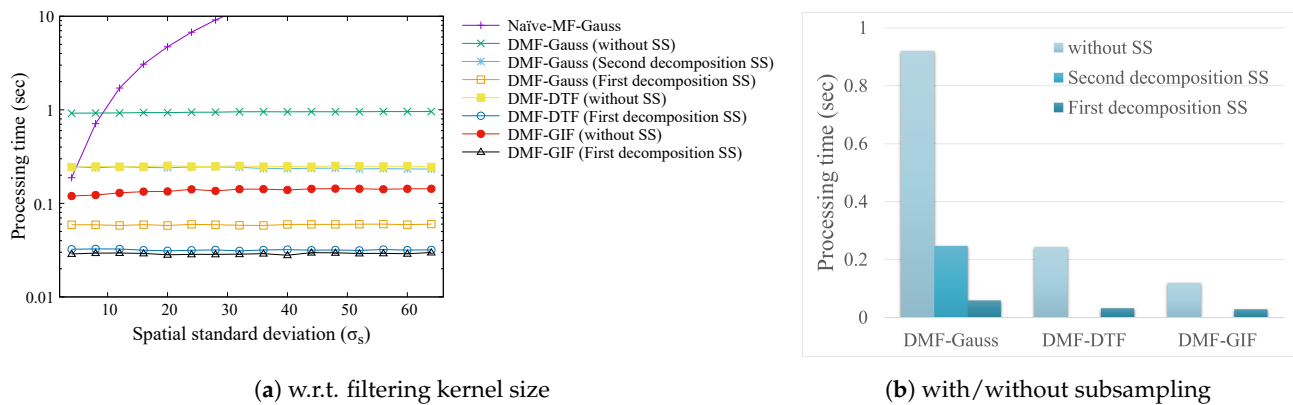 10
1
0.1
0.01
Processing time (sec)
10
20
30
40
50
60
Spatial standard deviation (σs)
Naïve-MF-Gauss
DMF-Gauss (without SS)
DMF-Gauss (Second decomposition SS)
DMF-Gauss (First decomposition SS)
DMF-DTF (without SS)
DMF-DTF (First decomposition SS)
DMF-GIF (without SS)
DMF-GIF (First decomposition SS)
(a) w.r.t. filtering kernel size
1
0.8
0.6
0.4
0.2
0
Processing time (sec)
without SS
Second decomposition SS
First decomposition SS
DMF-Gauss
DMF-DTF
DMF-GIF
(b) with/without subsampling